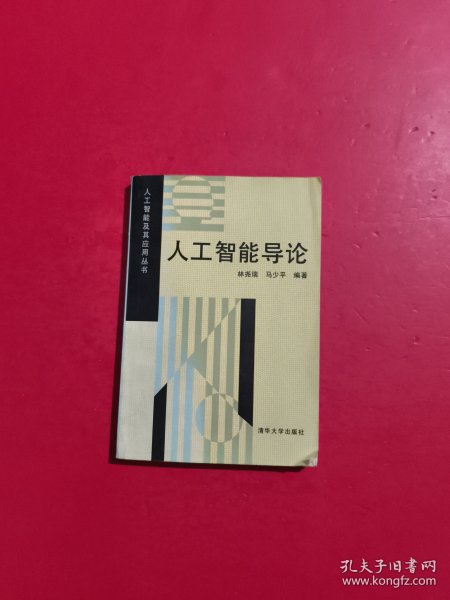 人工智能及其应用丛书
人工智能导论
林尧瑞 马少平 编著
清华大学出版社
孔夫子旧书网
www.kongfz.com